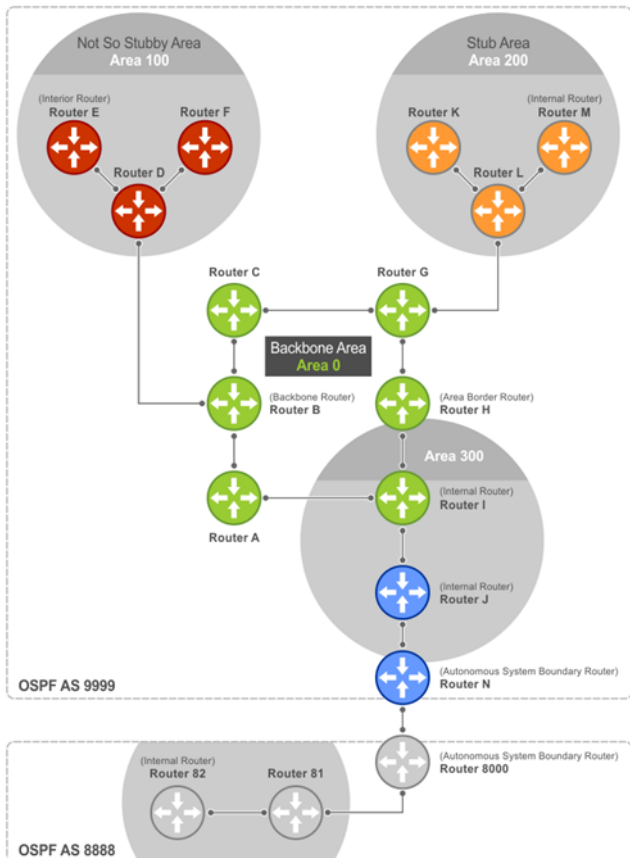 Not So Stubby Area
Area 100
(Interior Router)
Router E
Router F
Router D
Stub Area
Area 200
Router K
(Internal Router)
Router M
Router L
Router C
Router G
Backbone Area
Area 0
(Backbone Router)
Router B
(Area Border Router)
Router H
Area 300
Router A
(Internal Router)
Router I
(Internal Router)
Router J
OSPF AS 9999
(Autonomous System Boundary Router)
Router N
(Autonomous System Boundary Router)
Router 8000
(Internal Router)
Router 82
Router 81
OSPF AS 8888